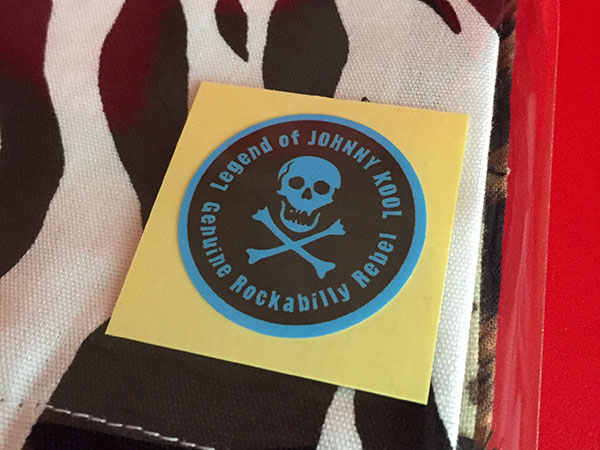 Legend of JOHNNY KOOL
Genuine Rockabilly Rebel